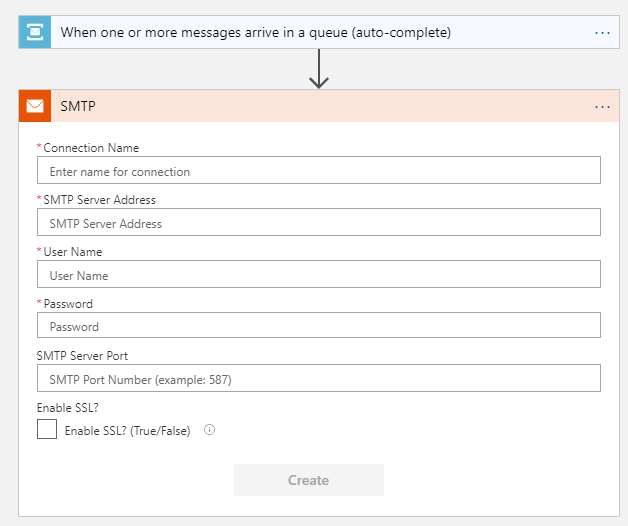 When one or more messages arrive in a queue (auto-complete)
...
SMTP
...
* Connection Name
Enter name for connection
* SMTP Server Address
SMTP Server Address
* User Name
User Name
* Password
Password
SMTP Server Port
SMTP Port Number (example: 587)
Enable SSL?
Enable SSL? (True/False)
Create